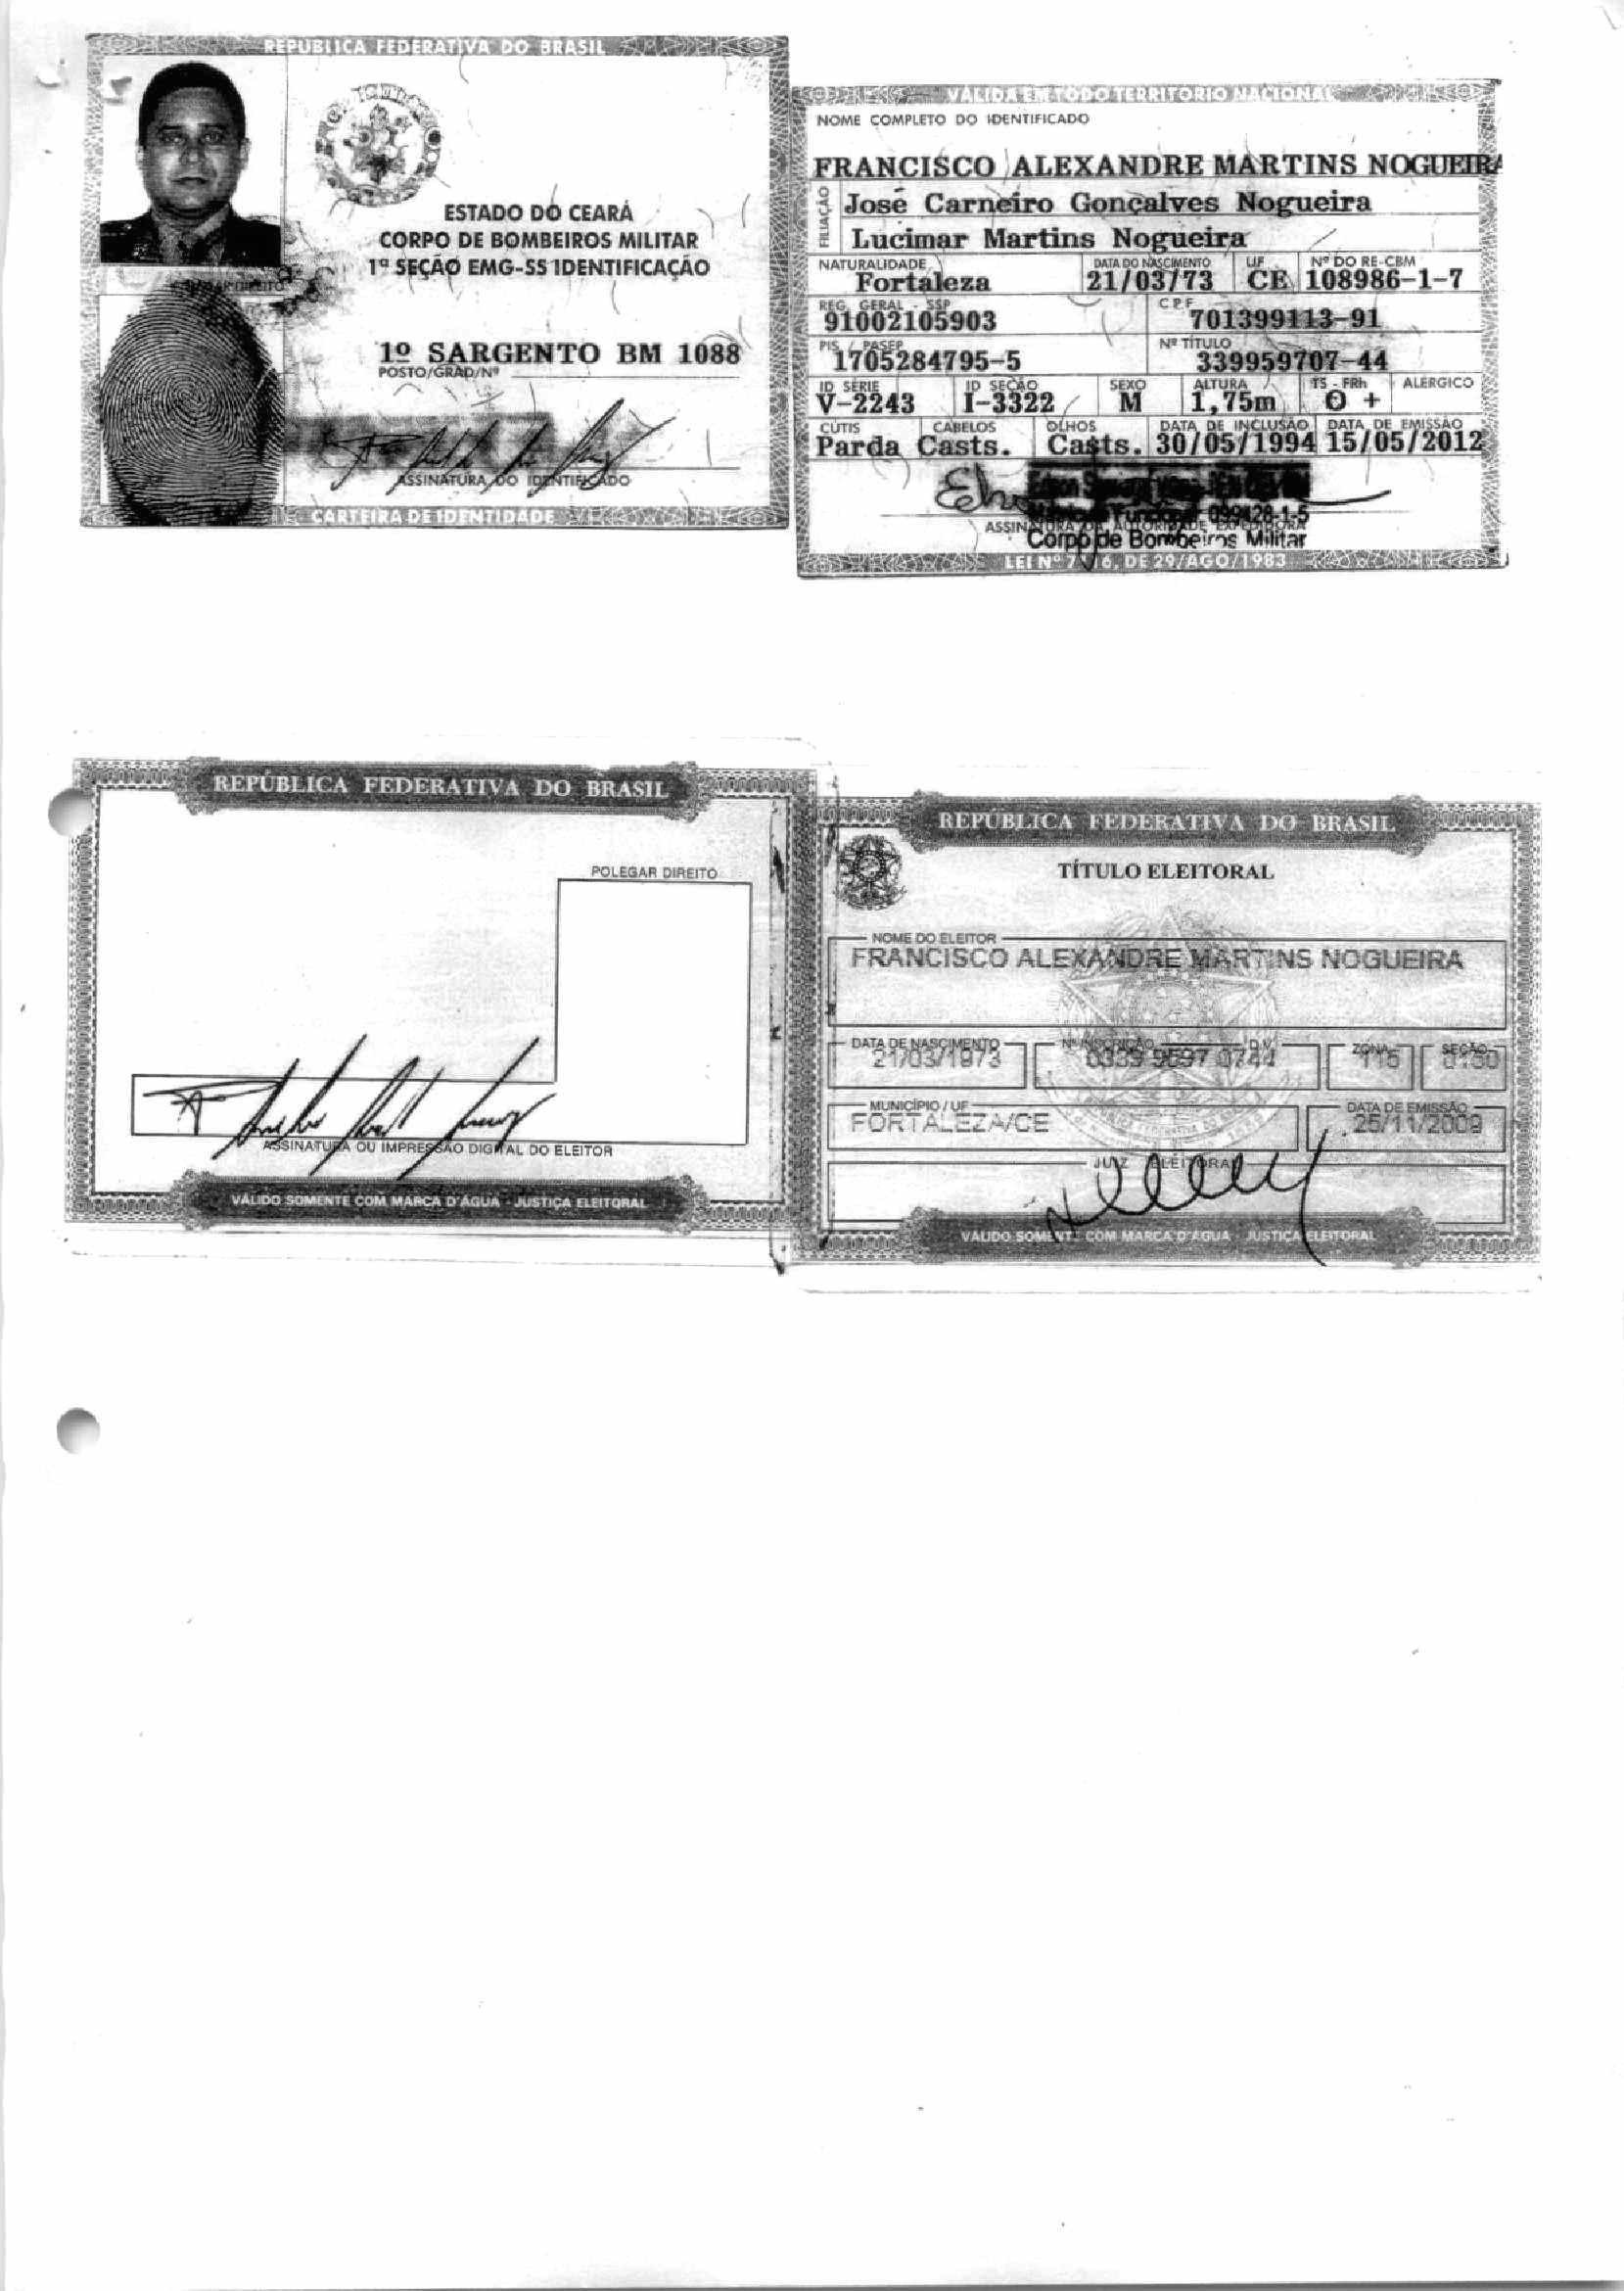 REPÚBLICA FEDERATIVA DO BRASIL
ESTADO DO CEARÁ
CORPO DE BOMBEIROS MILITAR
1ª SEÇÃO EMG-SS IDENTIFICAÇÃO
POLEGAR DIREITO
1º SARGENTO BM 1088
POSTO/GRAD/Nº
ASSINATURA DO IDENTIFICADO
CARTEIRA DE IDENTIDADE
VÁLIDA EM TODO TERRITÓRIO NACIONAL
NOME COMPLETO DO IDENTIFICADO
FRANCISCO ALEXANDRE MARTINS NOGUEIRA
FILIAÇÃO
José Carneiro Gonçalves Nogueira
Lucimar Martins Nogueira
NATURALIDADE DATA DO NASCIMENTO UF Nº DO RE-CBM
Fortaleza 21/03/73 CE 108986-1-7
REG. GERAL - SSP CPF
91002105903 701399113-91
PIS / PASEP Nº TÍTULO
1705284795-5 339959707-44
ID SÉRIE ID SEÇÃO SEXO ALTURA TS - FRh ALÉRGICO
V-2243 I-3322 M 1,75m O +
CÚTIS CABELOS OLHOS DATA DE INCLUSÃO DATA DE EMISSÃO
Parda Casts. Casts. 30/05/1994 15/05/2012
099428-1-5
ASSINATURA DA AUTORIDADE EXPEDIDORA
Corpo de Bombeiros Militar
LEI Nº 7 16, DE 29/AGO/1983
REPÚBLICA FEDERATIVA DO BRASIL
POLEGAR DIREITO
ASSINATURA OU IMPRESSÃO DIGITAL DO ELEITOR
VÁLIDO SOMENTE COM MARCA D'ÁGUA - JUSTIÇA ELEITORAL
REPÚBLICA FEDERATIVA DO BRASIL
TÍTULO ELEITORAL
NOME DO ELEITOR
FRANCISCO ALEXANDRE MARTINS NOGUEIRA
DATA DE NASCIMENTO Nº INSCRIÇÃO D.V. ZONA SEÇÃO
21/03/1973 0339 9597 0744 115
MUNICÍPIO / UF DATA DE EMISSÃO
FORTALEZA/CE 25/11/2009
JUIZ ELEITORAL
VÁLIDO SOMENTE COM MARCA D'ÁGUA - JUSTIÇA ELEITORAL